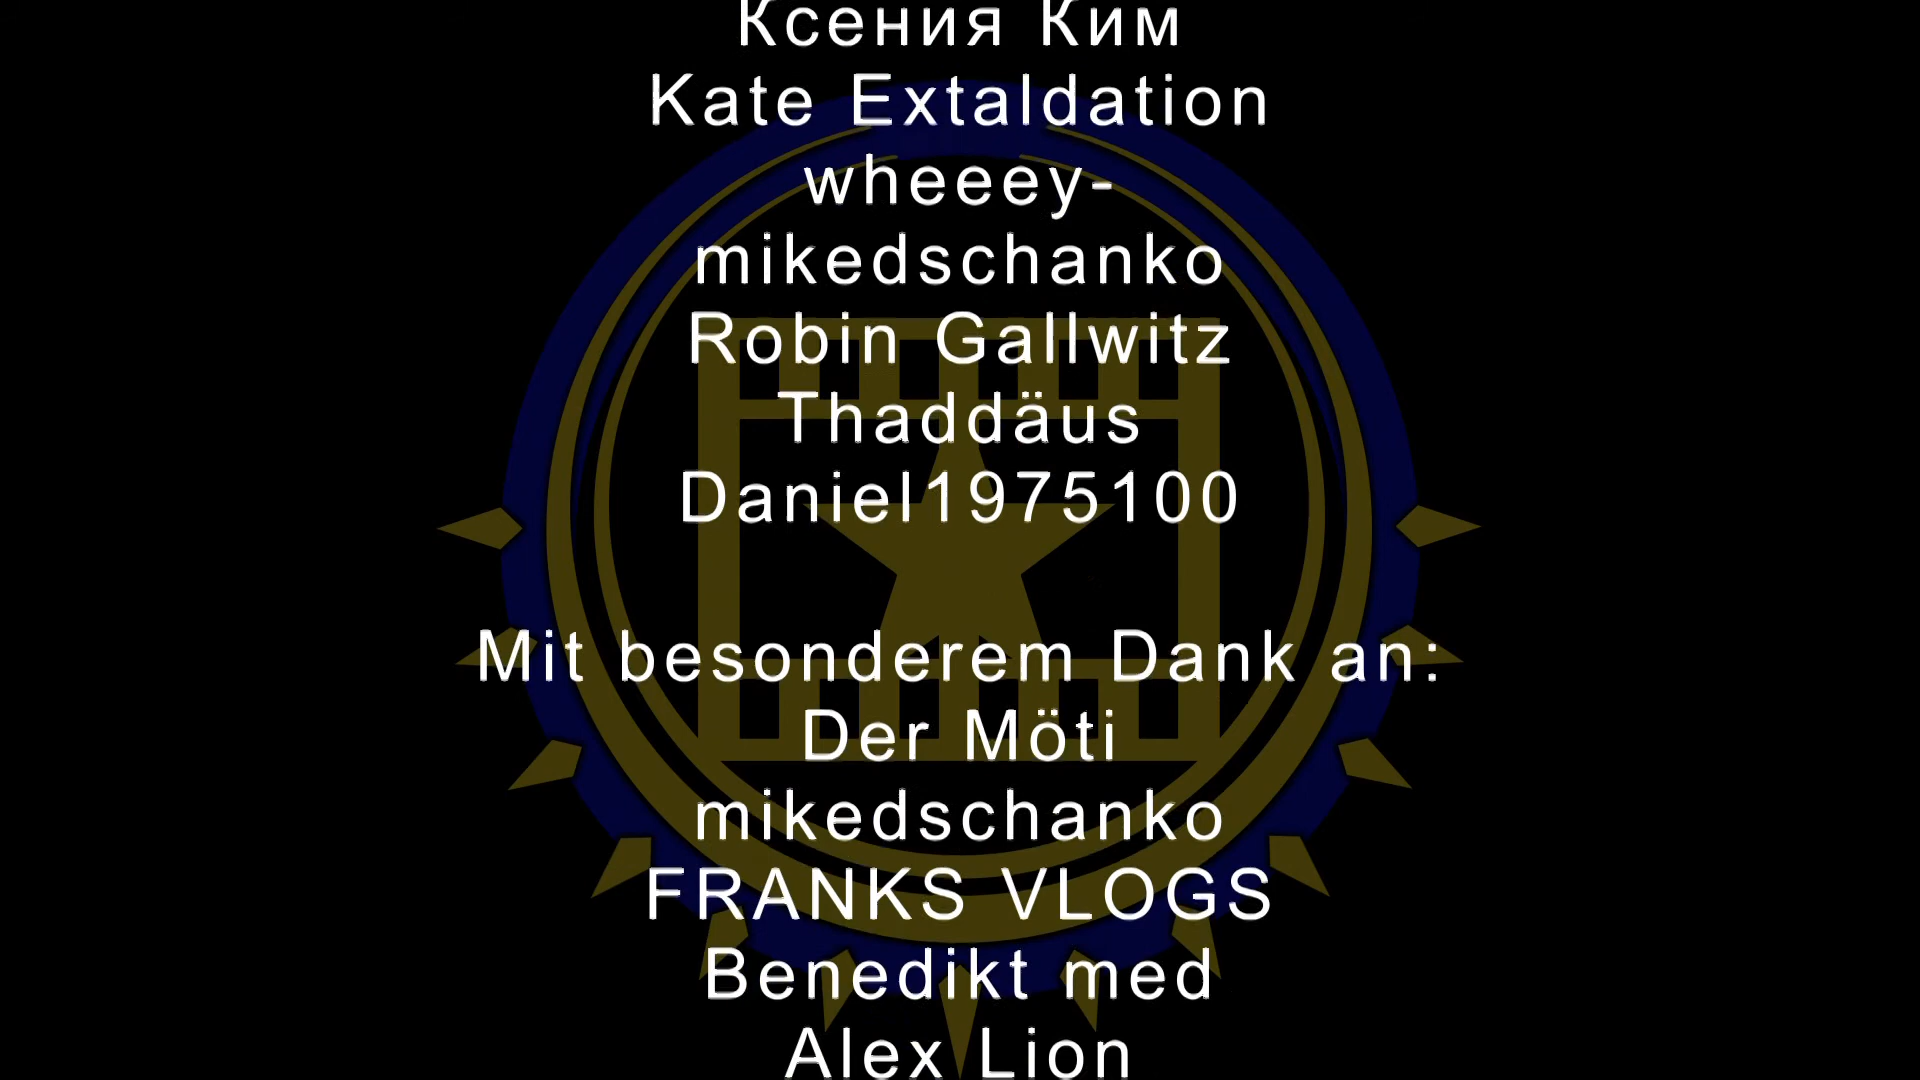 Ксения Ким
Kate Extaldation
wheeey-
mikedschanko
Robin Gallwitz
Thaddäus
Daniel1975100
Mit besonderem Dank an:
Der Möti
mikedschanko
FRANKS VLOGS
Benedikt med
Alex Lion